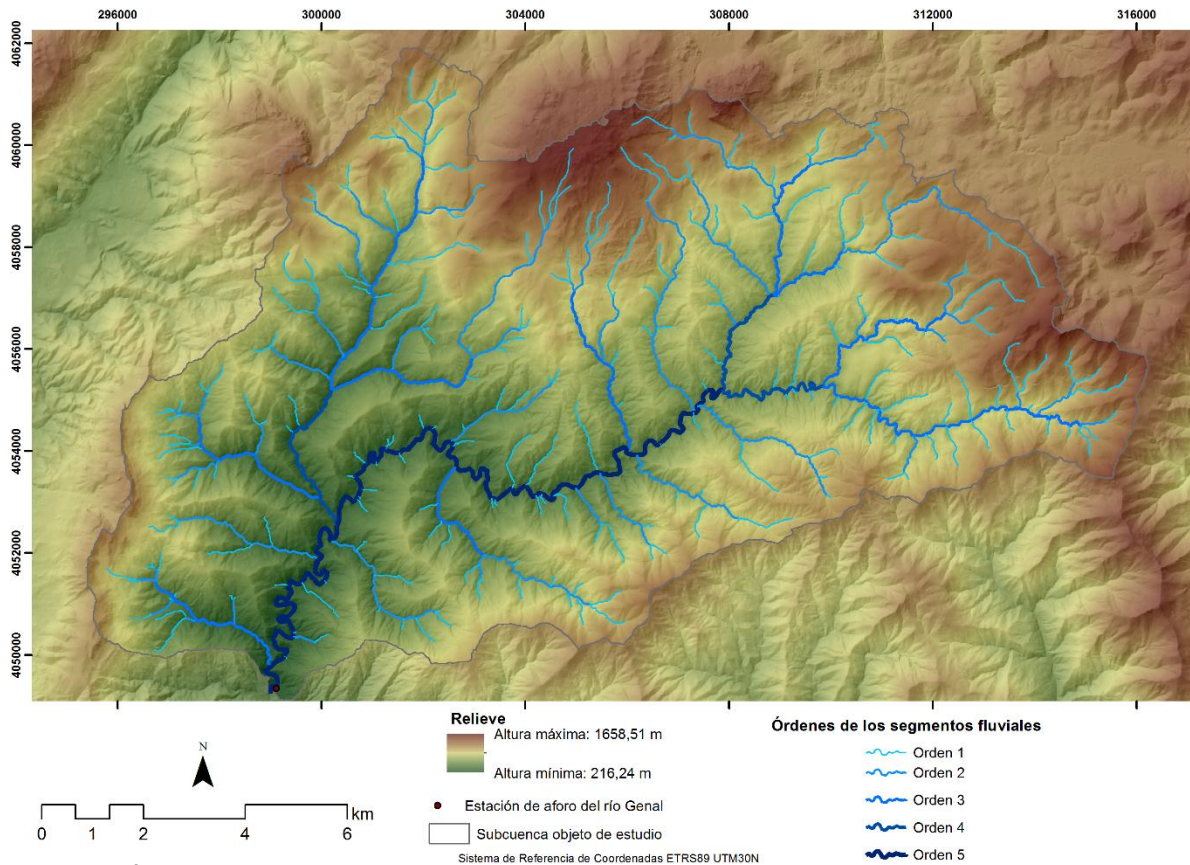 296000 300000 304000 308000 312000 316000
4062000
4060000
4058000
4056000
4054000
4052000
4050000
N
0 1 2 4 6 km
Relieve
Altura máxima: 1658,51 m
Altura mínima: 216,24 m
Estación de aforo del río Genal
Subcuenca objeto de estudio
Sistema de Referencia de Coordenadas ETRS89 UTM30N
Órdenes de los segmentos fluviales
Orden 1
Orden 2
Orden 3
Orden 4
Orden 5